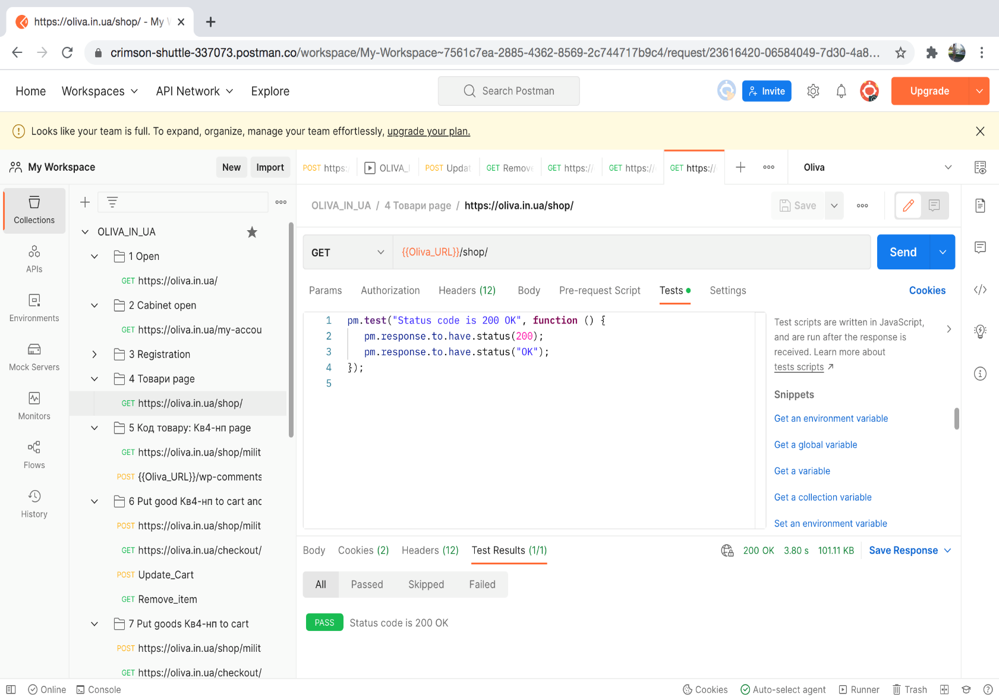 https://oliva.in.ua/shop/ - My
crimson-shuttle-337073.postman.co/workspace/My-Workspace~7561c7ea-2885-4362-8569-2c744717b9c4/request/23616420-06584049-7d30-4a8...
Home Workspaces API Network Explore Search Postman Invite Upgrade
Looks like your team is full. To expand, organize, manage your team effortlessly, upgrade your plan.
My Workspace New Import
POST https: OLIVA_I POST Updat GET Remov GET https:// GET https:// GET https:// Oliva
Collections
APIs
Environments
Mock Servers
Monitors
Flows
History
OLIVA_IN_UA
1 Open
GET https://oliva.in.ua/
2 Cabinet open
GET https://oliva.in.ua/my-accou
3 Registration
4 Товари page
GET https://oliva.in.ua/shop/
5 Код товару: Кв4-нп page
GET https://oliva.in.ua/shop/milit
POST {{Oliva_URL}}/wp-comments
6 Put good Кв4-нп to cart and
POST https://oliva.in.ua/shop/milit
GET https://oliva.in.ua/checkout/
POST Update_Cart
GET Remove_item
7 Put goods Кв4-нп to cart
POST https://oliva.in.ua/shop/milit
GET https://oliva.in.ua/checkout/
OLIVA_IN_UA / 4 Товари page / https://oliva.in.ua/shop/
Save
GET {{Oliva_URL}}/shop/ Send
Params Authorization Headers (12) Body Pre-request Script Tests Settings Cookies
1 pm.test("Status code is 200 OK", function () {
2 pm.response.to.have.status(200);
3 pm.response.to.have.status("OK");
4 });
5
Test scripts are written in JavaScript,
and are run after the response is
received. Learn more about
tests scripts ↗
Snippets
Get an environment variable
Get a global variable
Get a variable
Get a collection variable
Set an environment variable
Body Cookies (2) Headers (12) Test Results (1/1) 200 OK 3.80 s 101.11 KB Save Response
All Passed Skipped Failed
PASS Status code is 200 OK
Online Console Cookies Auto-select agent Runner Trash